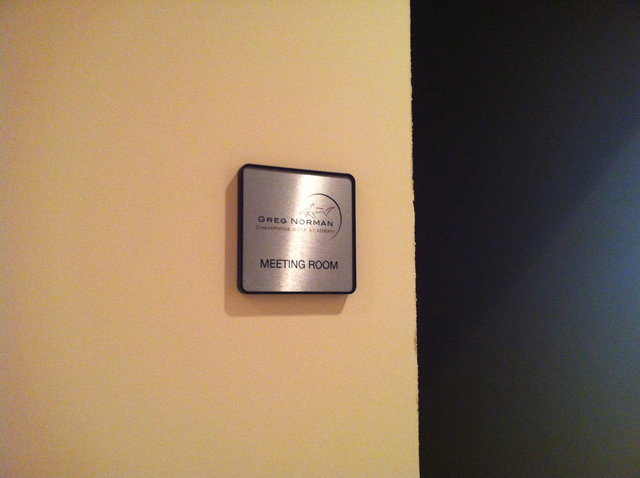 GREG NORMAN
CHAMPIONS GOLF ACADEMY
MEETING ROOM